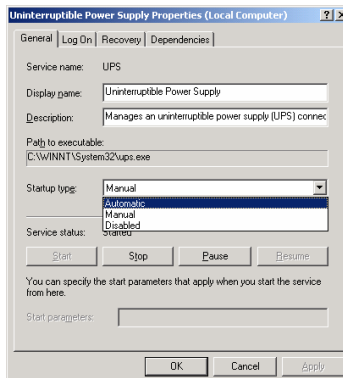 Uninterruptible Power Supply Properties (Local Computer)
General Log On Recovery Dependencies
Service name: UPS
Display name: Uninterruptible Power Supply
Description: Manages an uninterruptible power supply (UPS) connec
Path to executable:
C:\WINNT\System32\ups.exe
Startup type: Manual
Automatic
Manual
Disabled
Service status: Started
Start Stop Pause Resume
You can specify the start parameters that apply when you start the service
from here.
Start parameters:
OK Cancel Apply